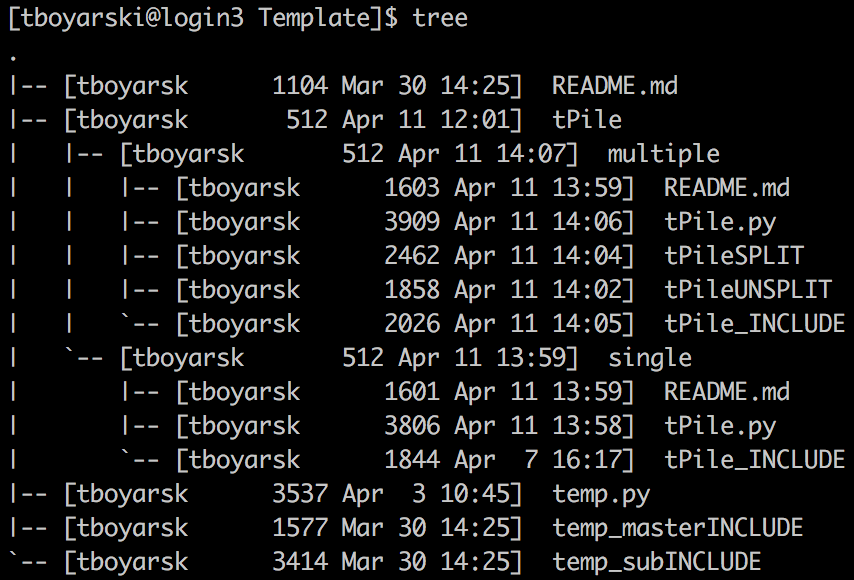 [tboyarski@login3 Template]$ tree
.
|-- [tboyarsk      1104 Mar 30 14:25]  README.md
|-- [tboyarsk       512 Apr 11 12:01]  tPile
|   |-- [tboyarsk       512 Apr 11 14:07]  multiple
|   |   |-- [tboyarsk      1603 Apr 11 13:59]  README.md
|   |   |-- [tboyarsk      3909 Apr 11 14:06]  tPile.py
|   |   |-- [tboyarsk      2462 Apr 11 14:04]  tPileSPLIT
|   |   |-- [tboyarsk      1858 Apr 11 14:02]  tPileUNSPLIT
|   |   `-- [tboyarsk      2026 Apr 11 14:05]  tPile_INCLUDE
|   `-- [tboyarsk       512 Apr 11 13:59]  single
|       |-- [tboyarsk      1601 Apr 11 13:59]  README.md
|       |-- [tboyarsk      3806 Apr 11 13:58]  tPile.py
|       `-- [tboyarsk      1844 Apr  7 16:17]  tPile_INCLUDE
|-- [tboyarsk      3537 Apr  3 10:45]  temp.py
|-- [tboyarsk      1577 Mar 30 14:25]  temp_masterINCLUDE
`-- [tboyarsk      3414 Mar 30 14:25]  temp_subINCLUDE